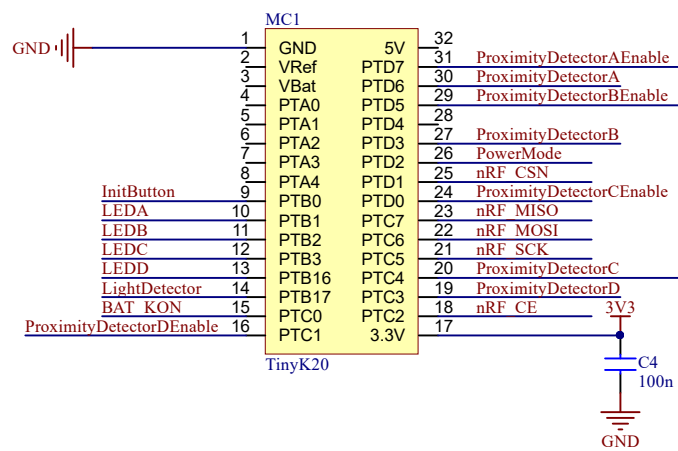 MC1
GND
1 GND 5V 32
2 VRef PTD7 31 ProximityDetectorAEnable
3 VBat PTD6 30 ProximityDetectorA
4 PTA0 PTD5 29 ProximityDetectorBEnable
5 PTA1 PTD4 28
6 PTA2 PTD3 27 ProximityDetectorB
7 PTA3 PTD2 26 PowerMode
8 PTA4 PTD1 25 nRF_CSN
InitButton 9 PTB0 PTD0 24 ProximityDetectorCEnable
LEDA 10 PTB1 PTC7 23 nRF_MISO
LEDB 11 PTB2 PTC6 22 nRF_MOSI
LEDC 12 PTB3 PTC5 21 nRF_SCK
LEDD 13 PTB16 PTC4 20 ProximityDetectorC
LightDetector 14 PTB17 PTC3 19 ProximityDetectorD
BAT_KON 15 PTC0 PTC2 18 nRF_CE 3V3
ProximityDetectorDEnable 16 PTC1 3.3V 17
TinyK20
C4
100n
GND